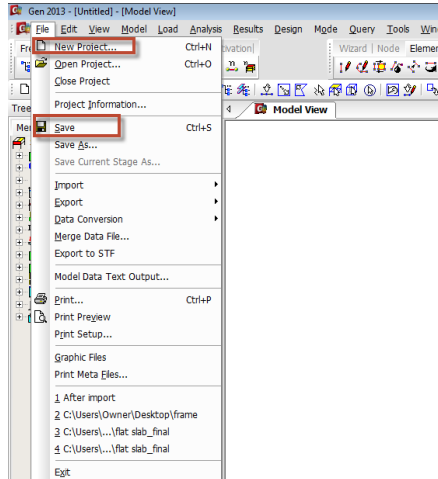 Gen 2013 - [Untitled] - [Model View]
File Edit View Model Load Analysis Results Design Mode Query Tools
New Project... Ctrl+N
Wizard Node Elemen
Open Project... Ctrl+O
Close Project
Project Information...
Tree
Model View
Save Ctrl+S
Save As...
Save Current Stage As...
Import
Export
Data Conversion
Merge Data File...
Export to STF
Model Data Text Output...
Print... Ctrl+P
Print Preview
Print Setup...
Graphic Files
Print Meta Files...
1 After import
2 C:\Users\Owner\Desktop\frame
3 C:\Users\...\flat slab_final
4 C:\Users\...\flat slab_final
Exit